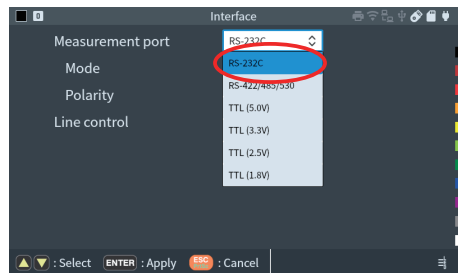 0 Interface
Measurement port RS-232C
RS-232C
Mode
RS-422/485/530
Polarity
TTL (5.0V)
Line control
TTL (3.3V)
TTL (2.5V)
TTL (1.8V)
: Select ENTER : Apply ESC : Cancel